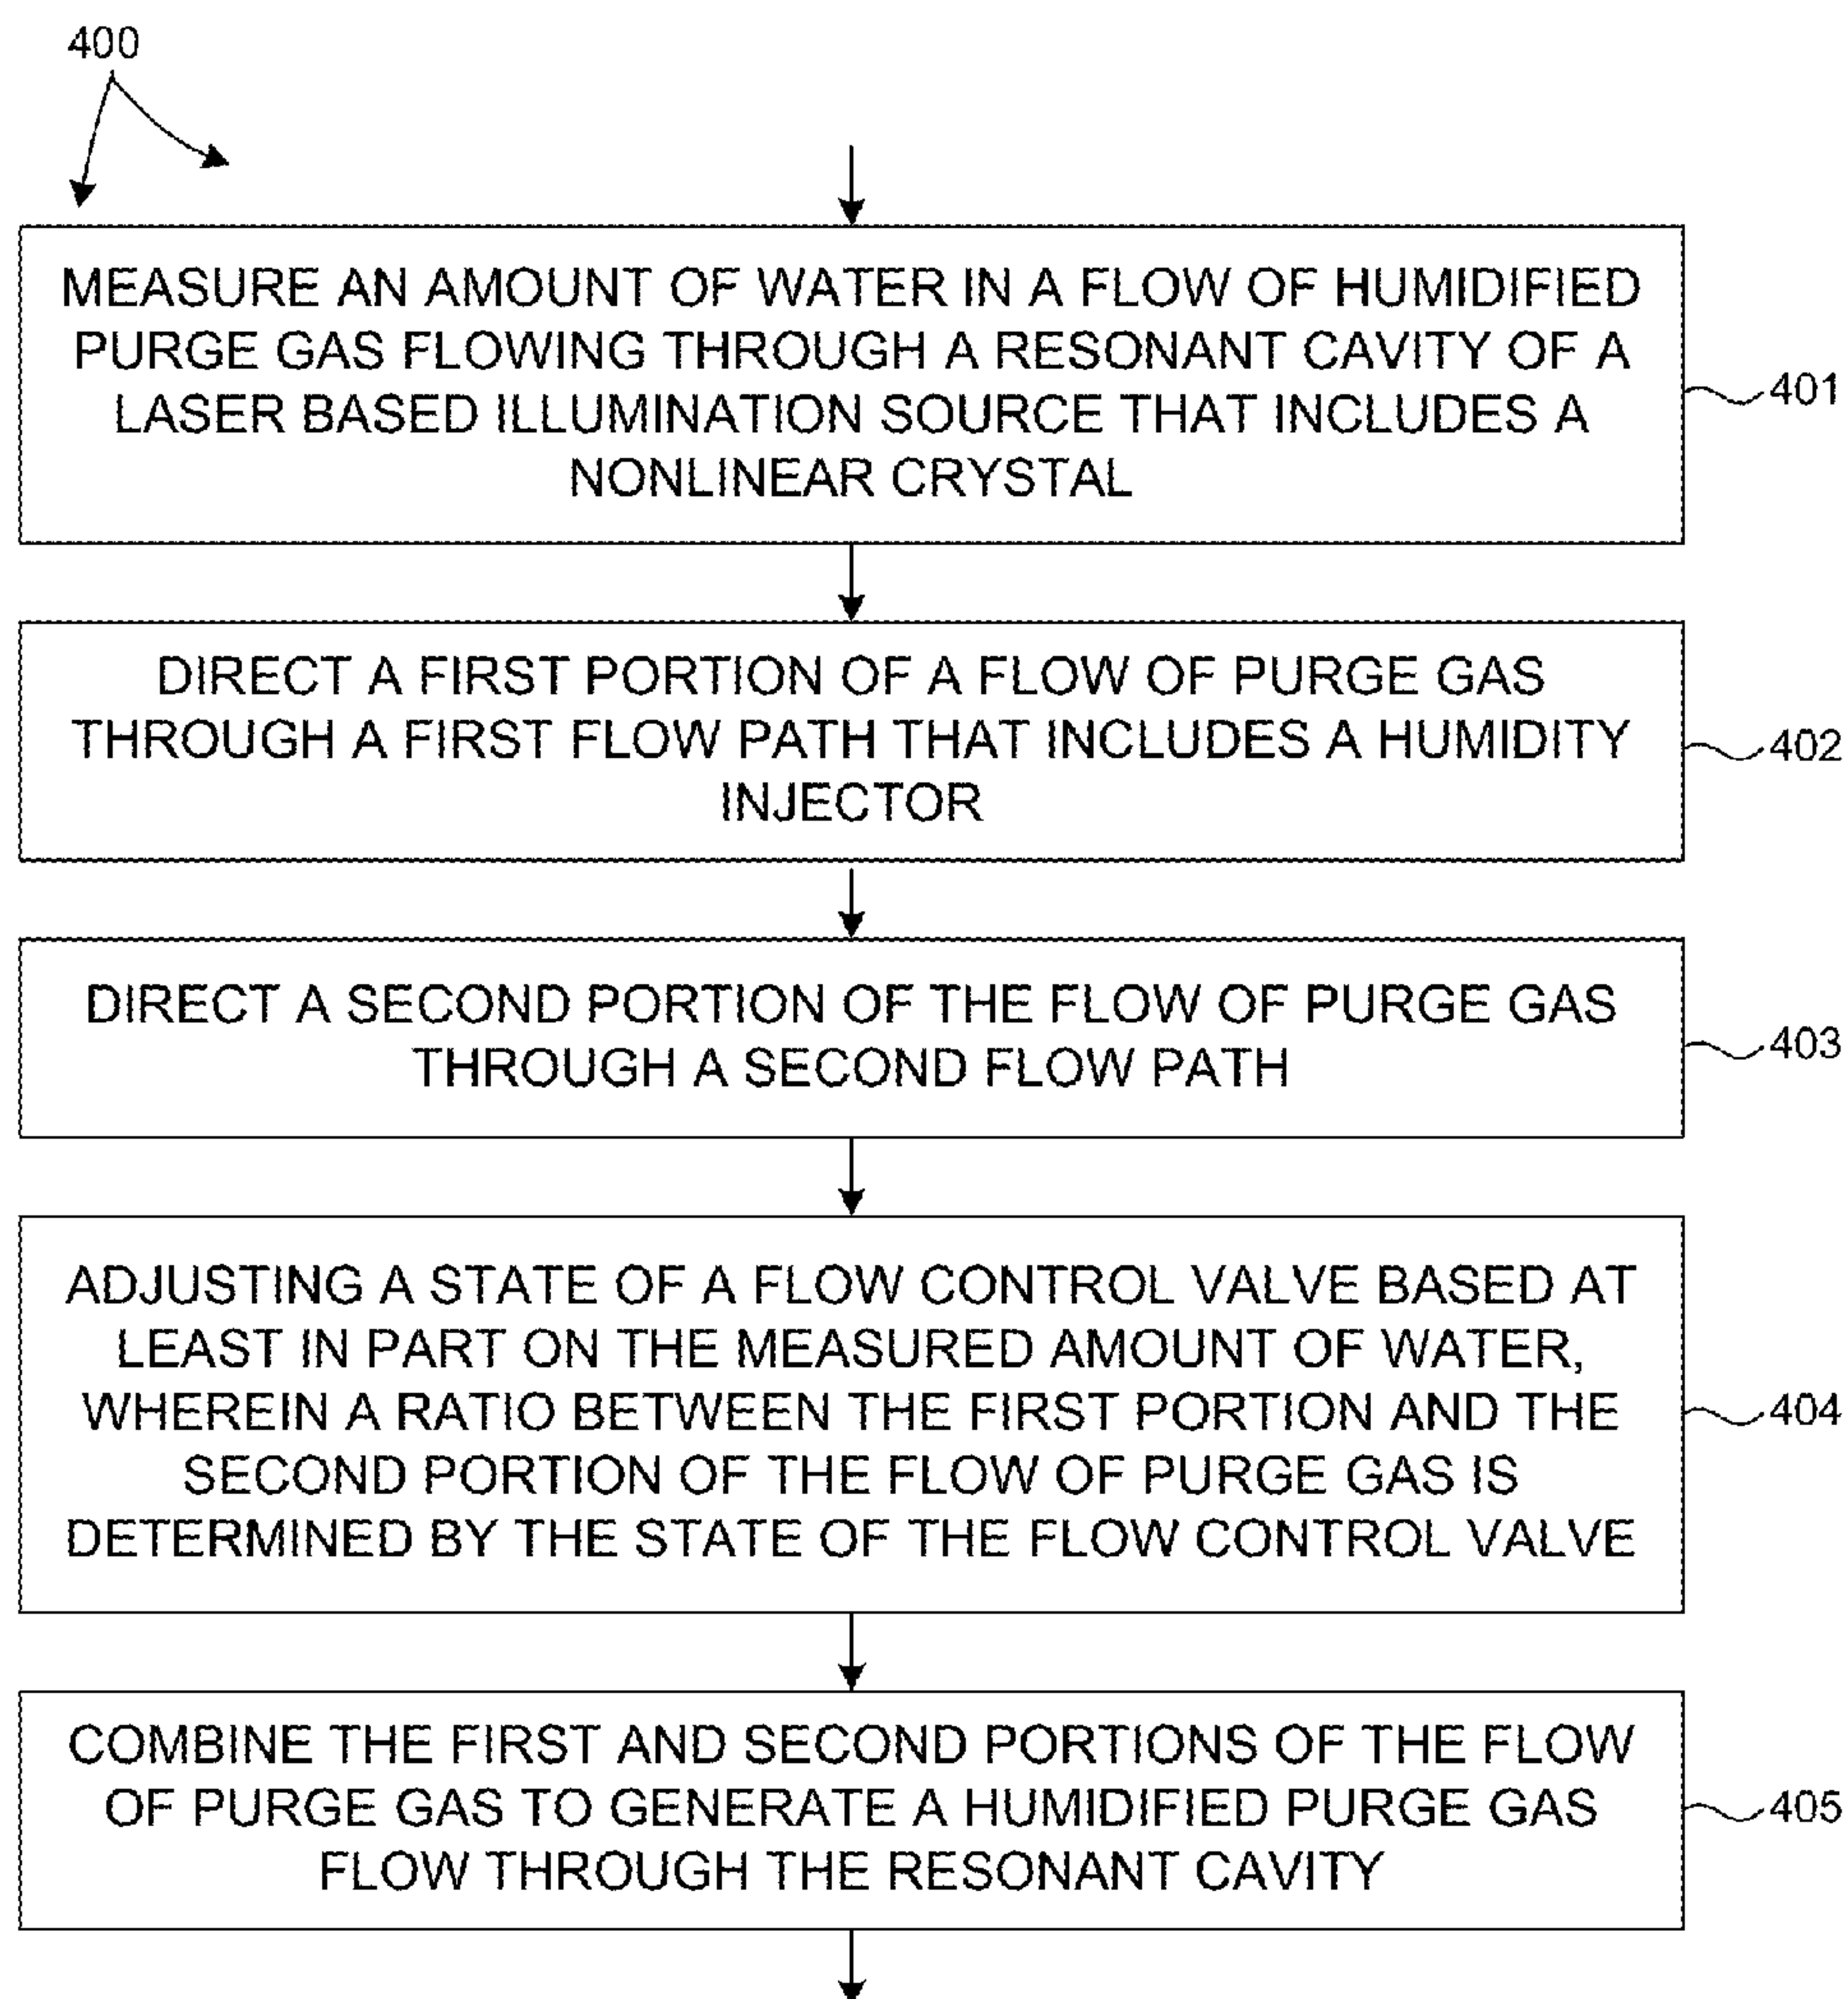 400
MEASURE AN AMOUNT OF WATER IN A FLOW OF HUMIDIFIED
PURGE GAS FLOWING THROUGH A RESONANT CAVITY OF A
LASER BASED ILLUMINATION SOURCE THAT INCLUDES A
NONLINEAR CRYSTAL
401
DIRECT A FIRST PORTION OF A FLOW OF PURGE GAS
THROUGH A FIRST FLOW PATH THAT INCLUDES A HUMIDITY
INJECTOR
402
DIRECT A SECOND PORTION OF THE FLOW OF PURGE GAS
THROUGH A SECOND FLOW PATH
403
ADJUSTING A STATE OF A FLOW CONTROL VALVE BASED AT
LEAST IN PART ON THE MEASURED AMOUNT OF WATER,
WHEREIN A RATIO BETWEEN THE FIRST PORTION AND THE
SECOND PORTION OF THE FLOW OF PURGE GAS IS
DETERMINED BY THE STATE OF THE FLOW CONTROL VALVE
404
COMBINE THE FIRST AND SECOND PORTIONS OF THE FLOW
OF PURGE GAS TO GENERATE A HUMIDIFIED PURGE GAS
FLOW THROUGH THE RESONANT CAVITY
405